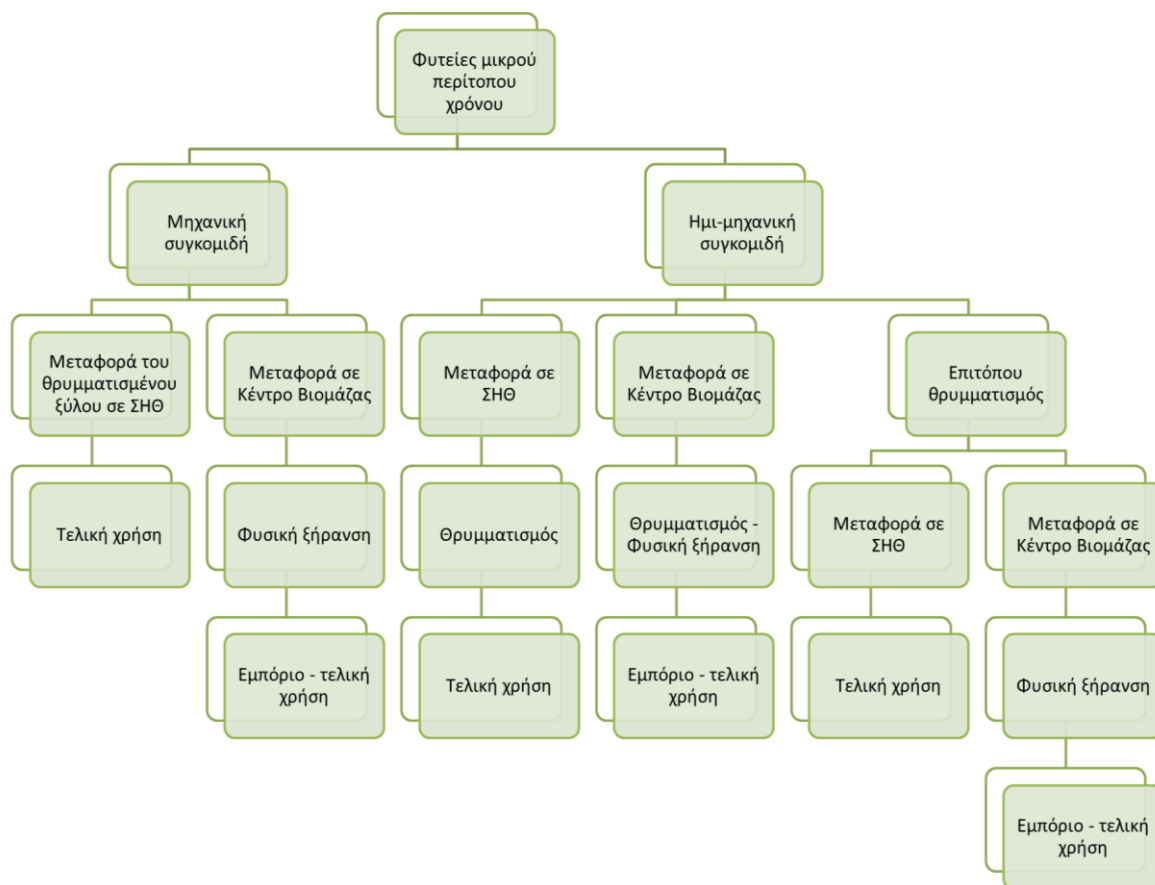 Φυτείες μικρού
περίτοπου
χρόνου
Μηχανική
συγκομιδή
Ημι-μηχανική
συγκομιδή
Μεταφορά του
θρυμματισμένου
ξύλου σε ΣΗΘ
Μεταφορά σε
Κέντρο Βιομάζας
Μεταφορά σε
ΣΗΘ
Μεταφορά σε
Κέντρο Βιομάζας
Επιτόπου
θρυμματισμός
Τελική χρήση
Φυσική ξήρανση
Θρυμματισμός
Θρυμματισμός -
Φυσική ξήρανση
Μεταφορά σε
ΣΗΘ
Μεταφορά σε
Κέντρο Βιομάζας
Εμπόριο - τελική
χρήση
Τελική χρήση
Εμπόριο - τελική
χρήση
Τελική χρήση
Φυσική ξήρανση
Εμπόριο - τελική
χρήση